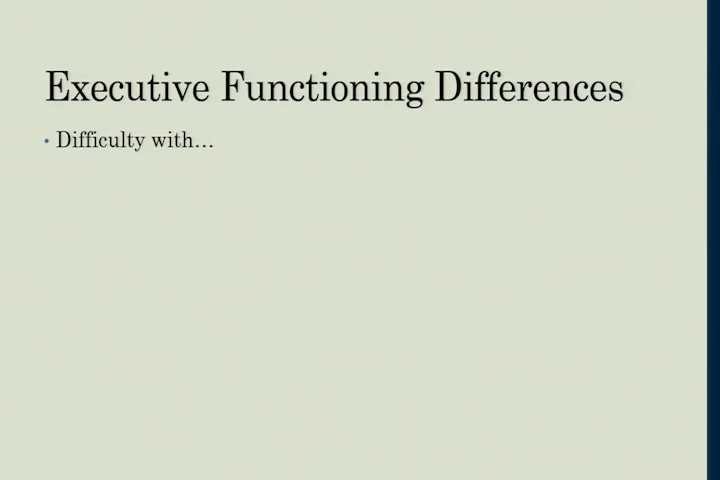 Executive Functioning Differences
• Difficulty with…